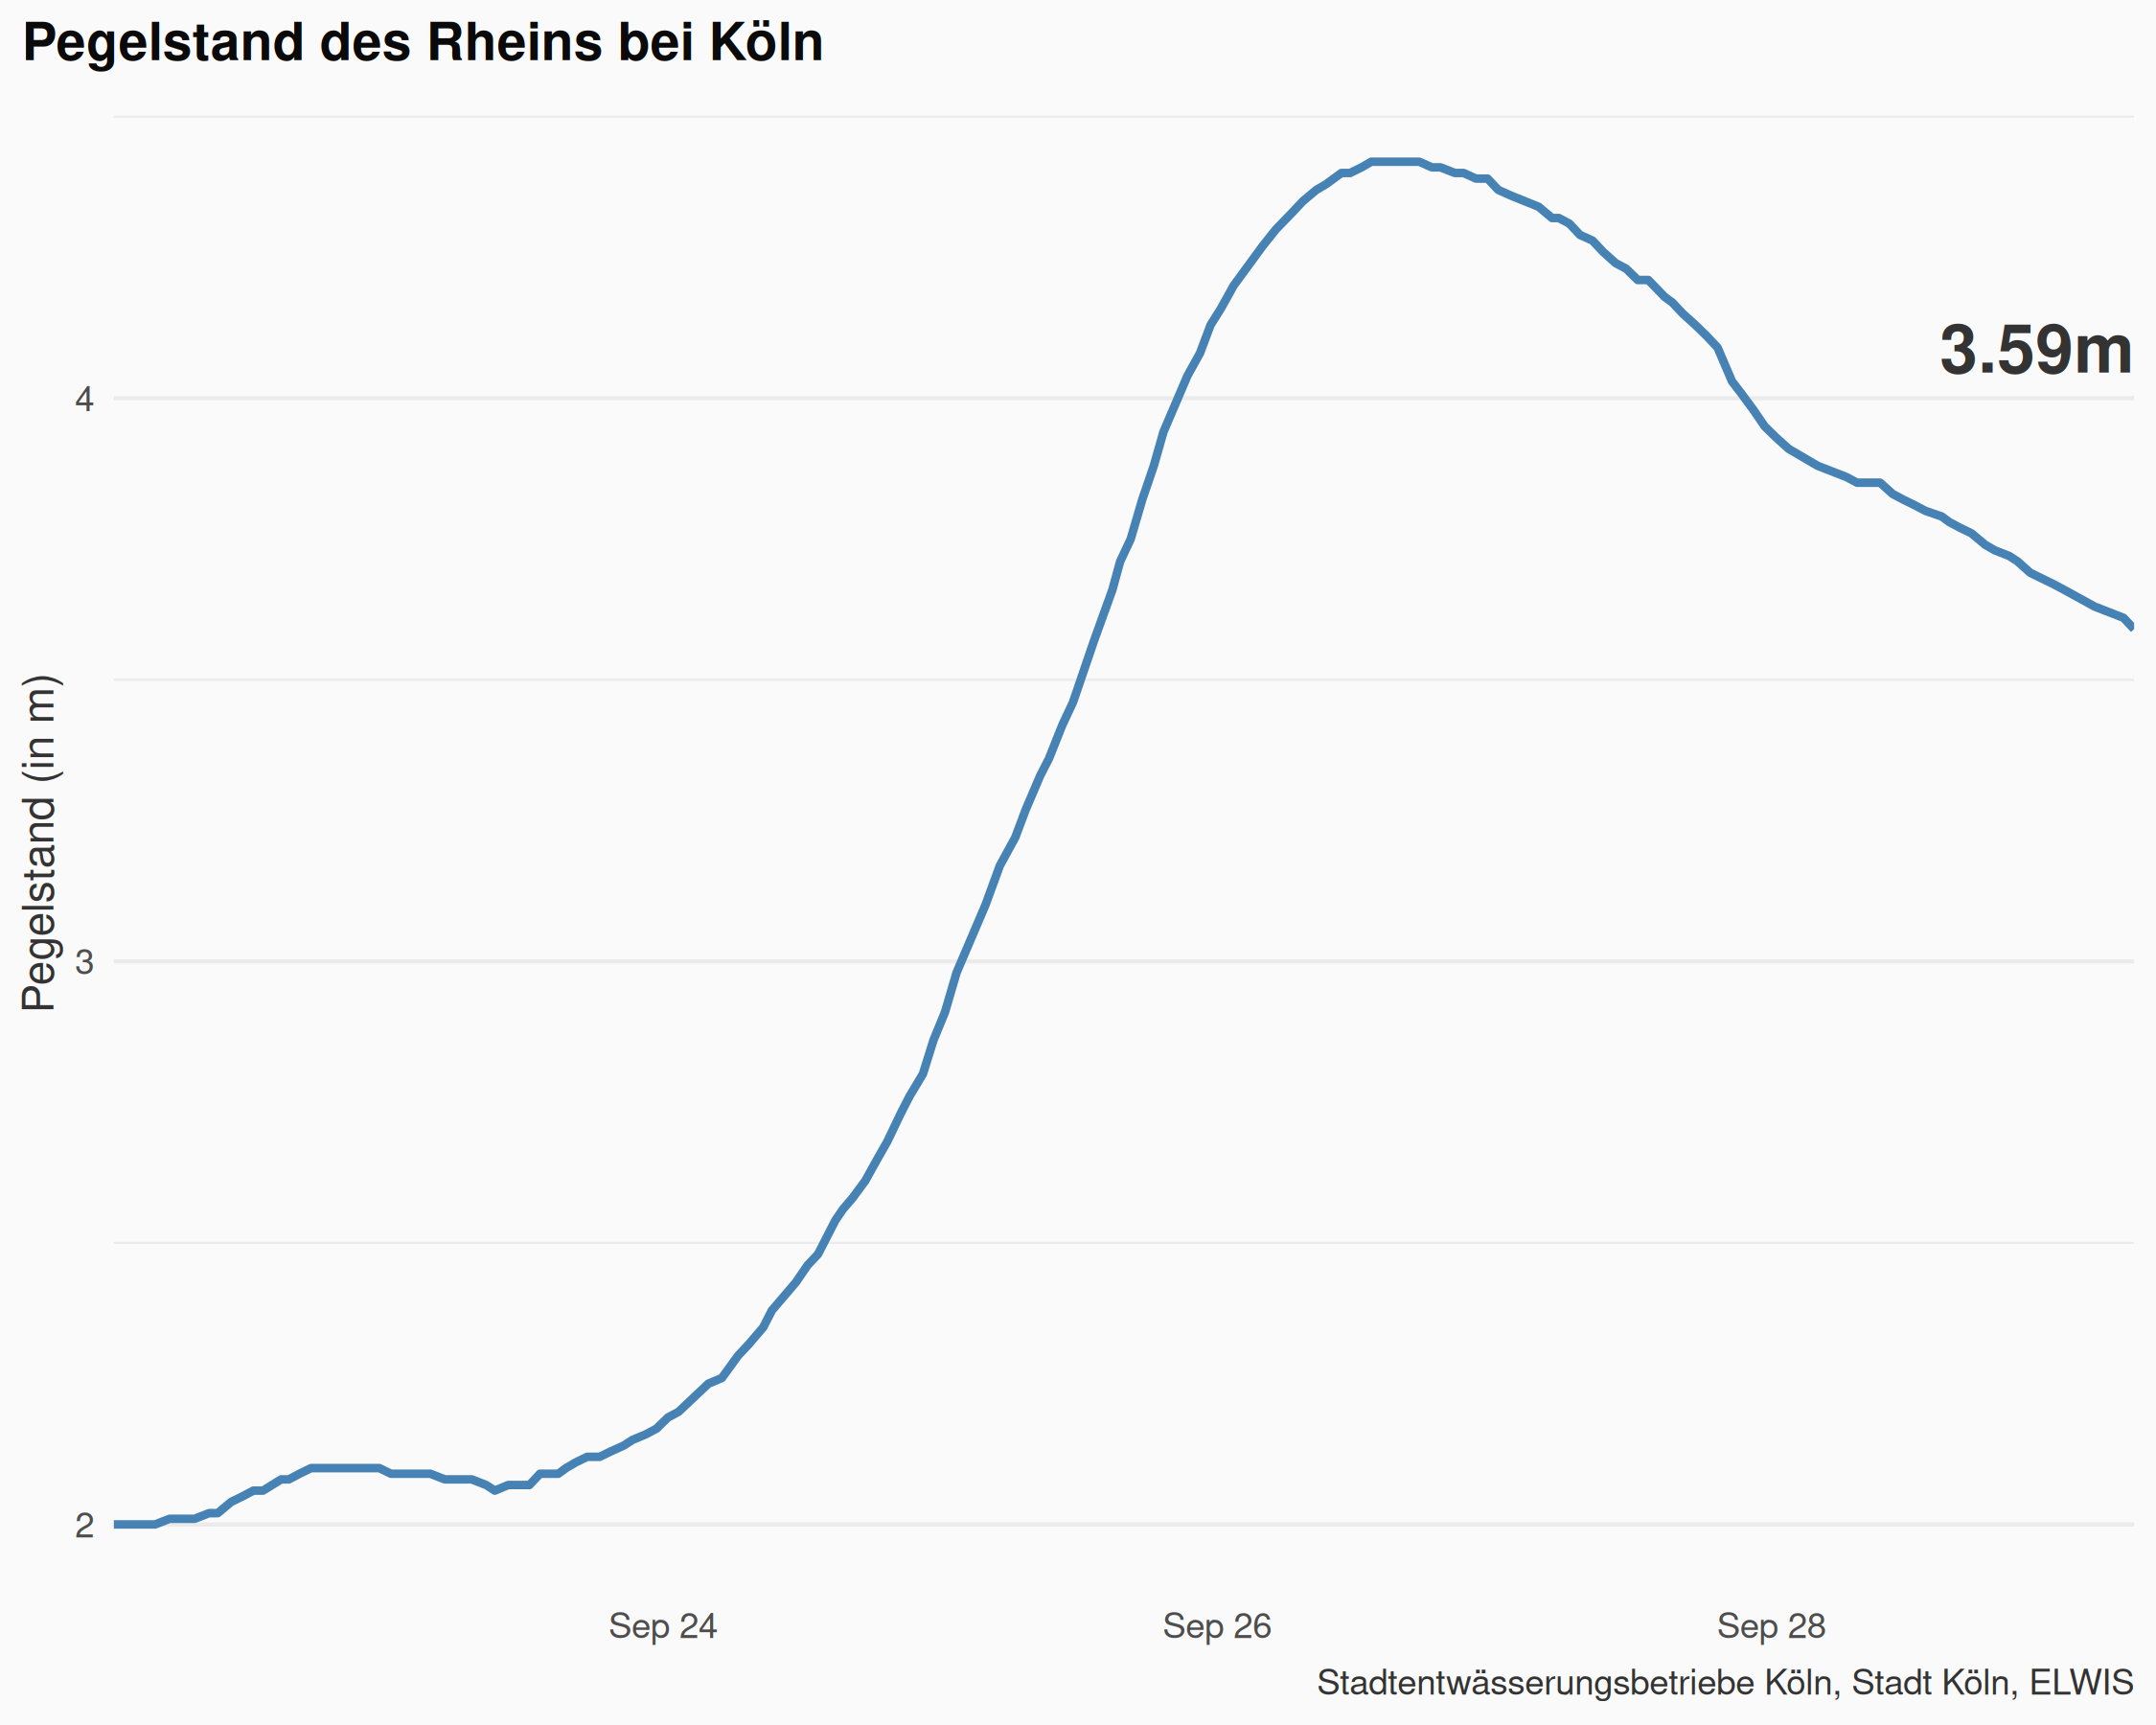 Pegelstand des Rheins bei Köln
3.59m
4
Pegelstand (in m)
3
2
Sep 24 Sep 26 Sep 28
Stadtentwässerungsbetriebe Köln, Stadt Köln, ELWIS